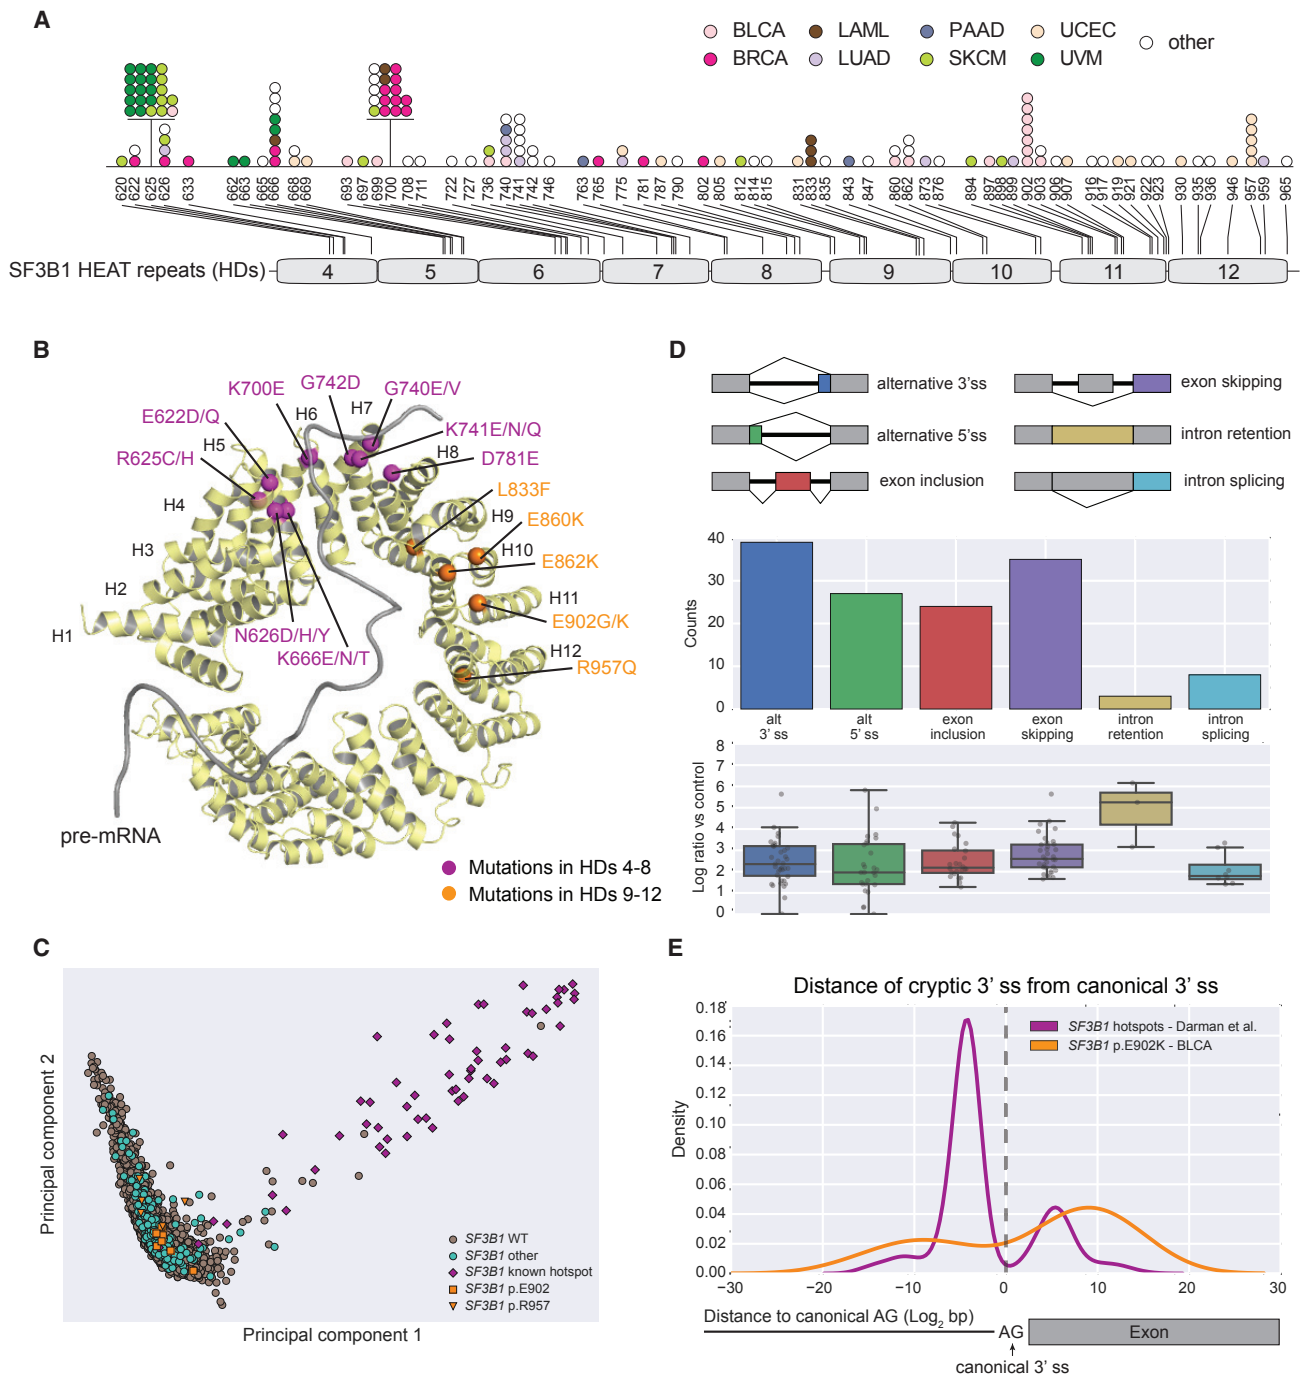 A
BLCA LAML PAAD UCEC other
BRCA LUAD SKCM UVM
620 622 625 626 633 662 663 665 666 668 669 693 697 699 700 708 711 722 727 736 740 741 742 746 763 765 775 781 787 790 802 805 812 814 815 831 833 835 843 847 860 862 873 876 894 897 898 899 902 903 906 907 916 917 919 921 922 923 930 935 936 946 957 959 965
SF3B1 HEAT repeats (HDs)
4 5 6 7 8 9 10 11 12
B
K700E
G742D
G740E/V
E622D/Q
H6
H7
K741E/N/Q
H5
R625C/H
H8
D781E
L833F
H4
H9
E860K
H3
H10
E862K
H2
H11
E902G/K
H1
N626D/H/Y
K666E/N/T
H12
R957Q
pre-mRNA
Mutations in HDs 4-8
Mutations in HDs 9-12
C
Principal component 2
SF3B1 WT
SF3B1 other
SF3B1 known hotspot
SF3B1 p.E902
SF3B1 p.R957
Principal component 1
D
alternative 3' ss
exon skipping
alternative 5'ss
intron retention
exon inclusion
intron splicing
Counts
40
30
20
10
0
alt 3' ss
alt 5' ss
exon inclusion
exon skipping
intron retention
intron splicing
Log ratio vs control
8
7
6
5
4
3
2
1
0
E
Distance of cryptic 3' ss from canonical 3' ss
SF3B1 hotspots - Darman et al.
SF3B1 p.E902K - BLCA
Density
0.18
0.16
0.14
0.12
0.10
0.08
0.06
0.04
0.02
0.00
−30 −20 −10 0 10 20 30
Distance to canonical AG (Log2 bp)
AG
Exon
canonical 3' ss